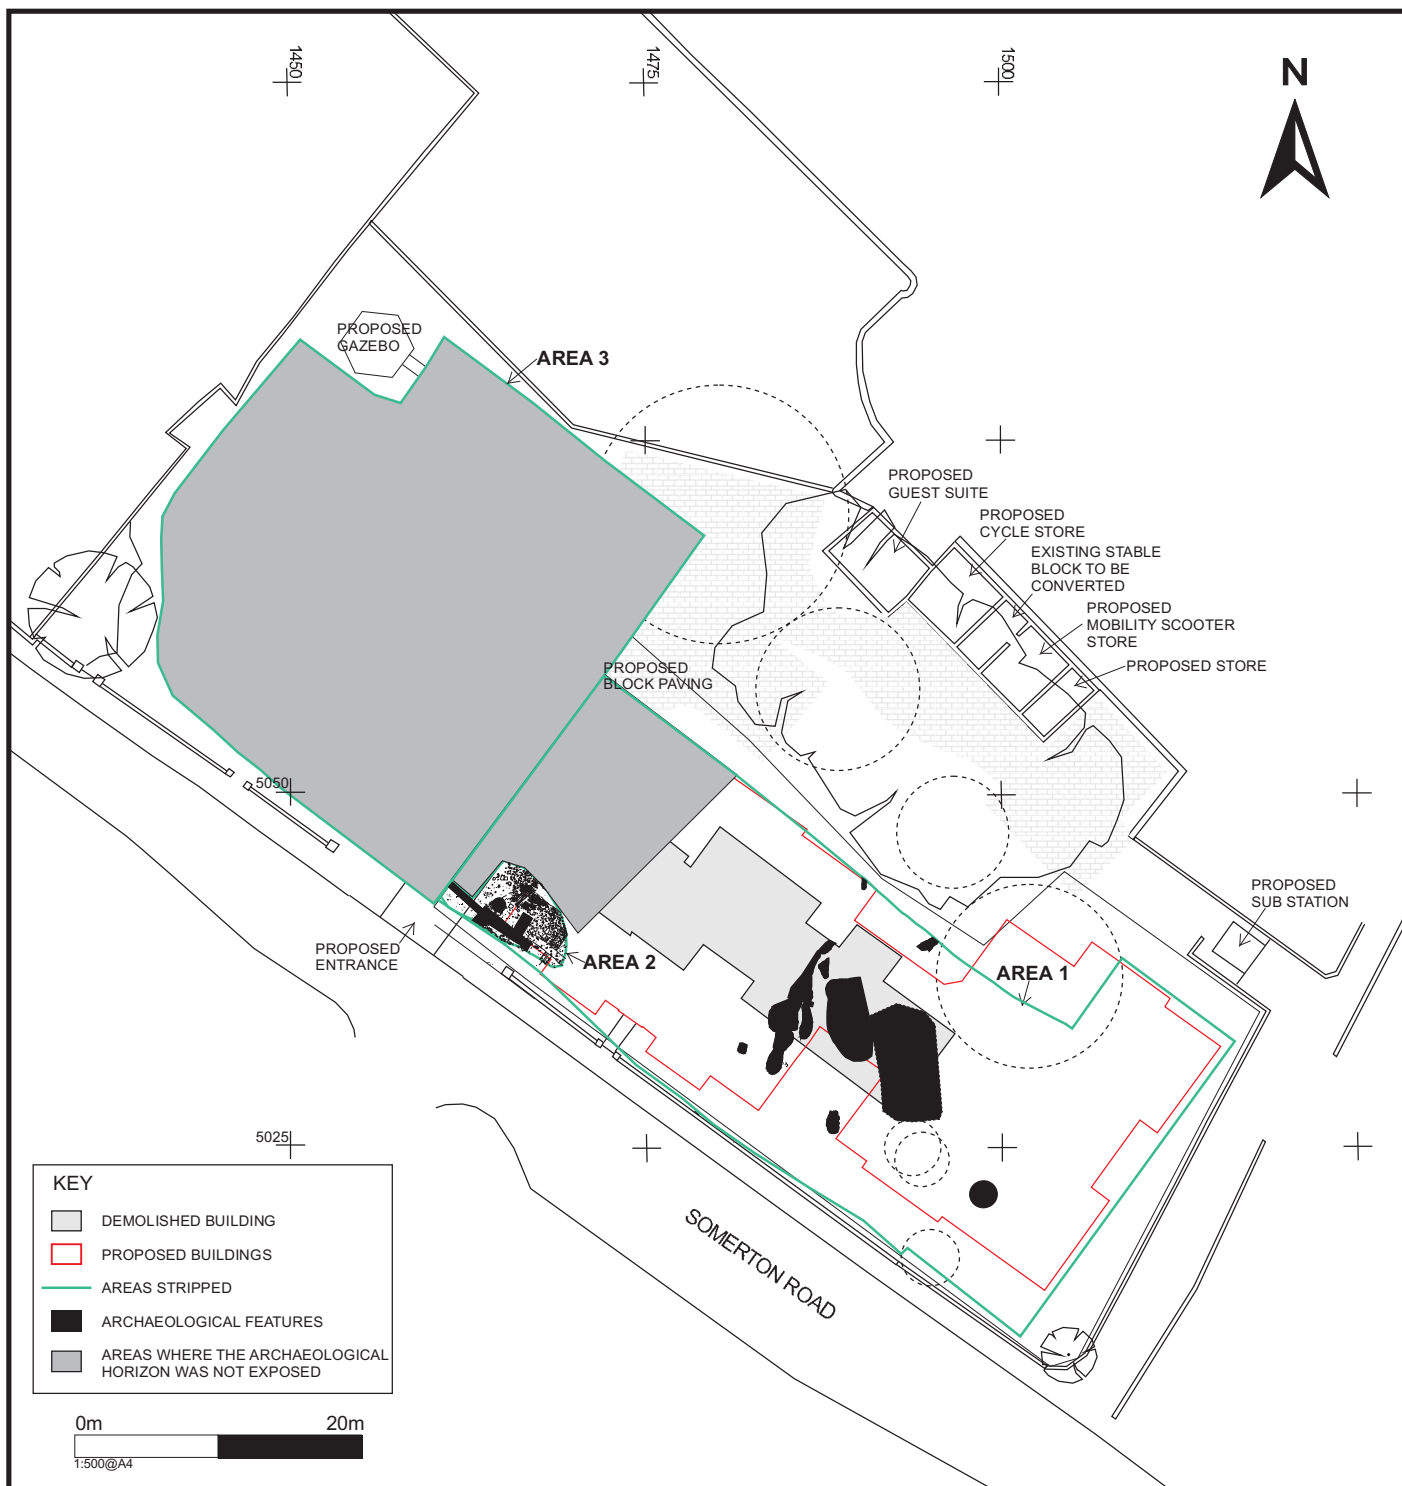 1450
1475
1500
N
PROPOSED
GAZEBO
AREA 3
PROPOSED
GUEST SUITE
PROPOSED
CYCLE STORE
EXISTING STABLE
BLOCK TO BE
CONVERTED
PROPOSED
MOBILITY SCOOTER
STORE
PROPOSED STORE
PROPOSED
BLOCK PAVING
5050
PROPOSED
SUB STATION
PROPOSED
ENTRANCE
AREA 2
AREA 1
5025
SOMERTON ROAD
KEY
DEMOLISHED BUILDING
PROPOSED BUILDINGS
AREAS STRIPPED
ARCHAEOLOGICAL FEATURES
AREAS WHERE THE ARCHAEOLOGICAL
HORIZON WAS NOT EXPOSED
0m 20m
1:500@A4